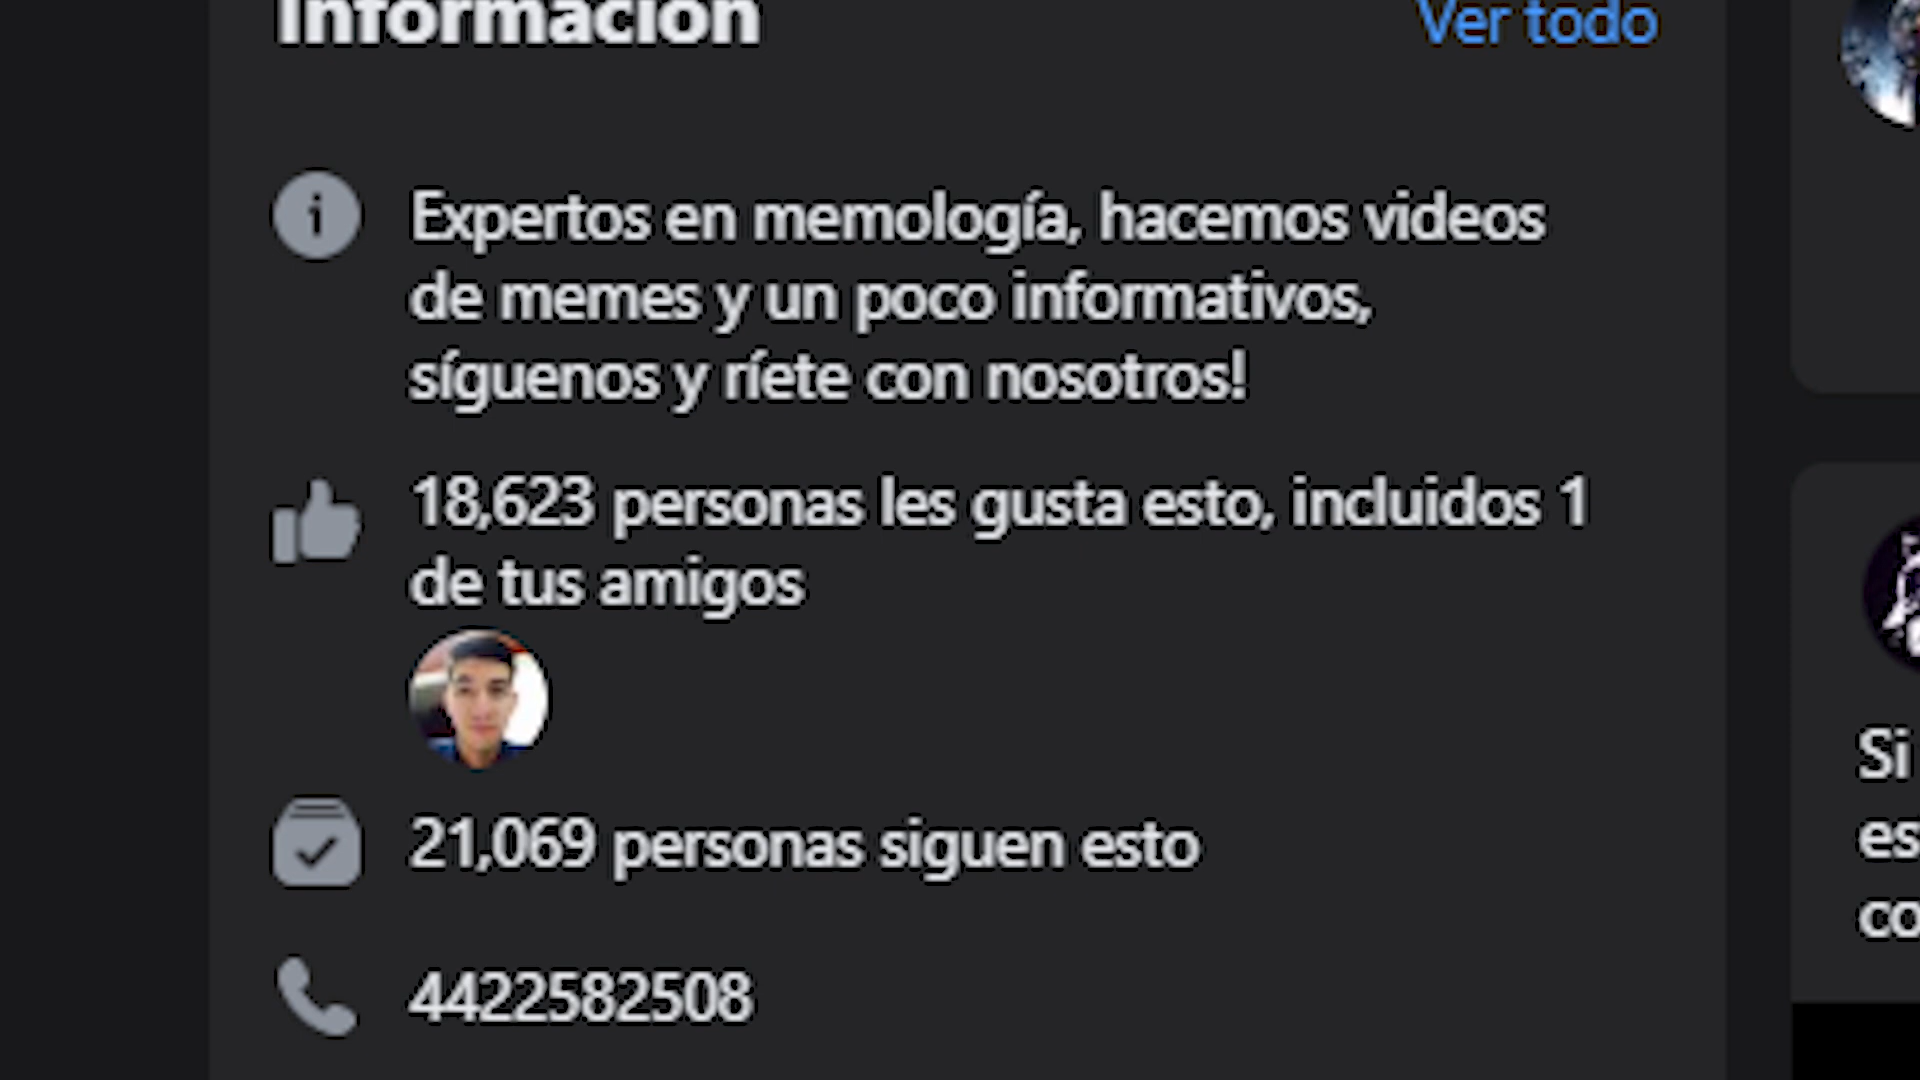 Información
Ver todo
Expertos en memología, hacemos videos
de memes y un poco informativos,
síguenos y ríete con nosotros!
18,623 personas les gusta esto, incluidos 1
de tus amigos
21,069 personas siguen esto
4422582508
Si
es
co